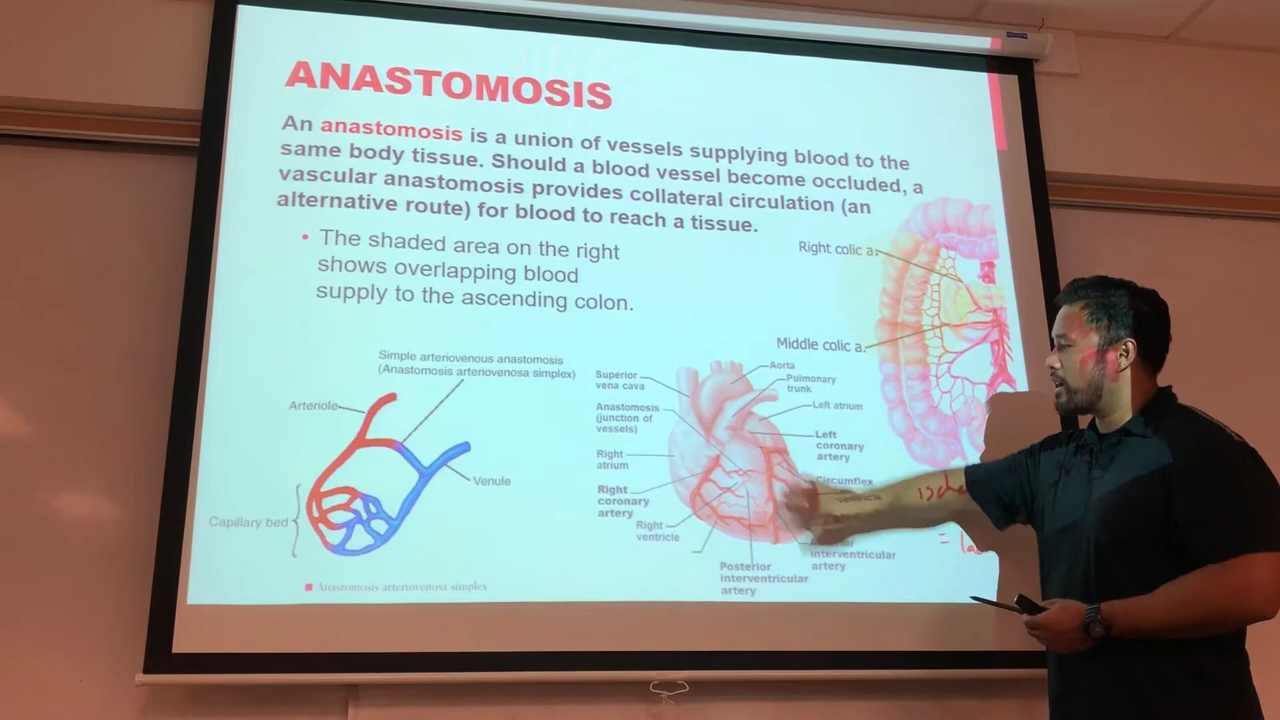 ANASTOMOSIS
An anastomosis is a union of vessels supplying blood to the
same body tissue. Should a blood vessel become occluded, a
vascular anastomosis provides collateral circulation (an
alternative route) for blood to reach a tissue.
• The shaded area on the right
shows overlapping blood
supply to the ascending colon.
Right colic a.
Middle colic a.
Simple arteriovenous anastomosis
(Anastomosis arteriovenosa simplex)
Arteriole
Venule
Capillary bed
Anastomosis arteriovenosa simplex
Superior
vena cava
Anastomosis
(junction of
vessels)
Right
atrium
Right
coronary
artery
Right
ventricle
Aorta
Pulmonary
trunk
Left atrium
Left
coronary
artery
Circumflex
ventricle
interventricular
artery
Posterior
interventricular
artery